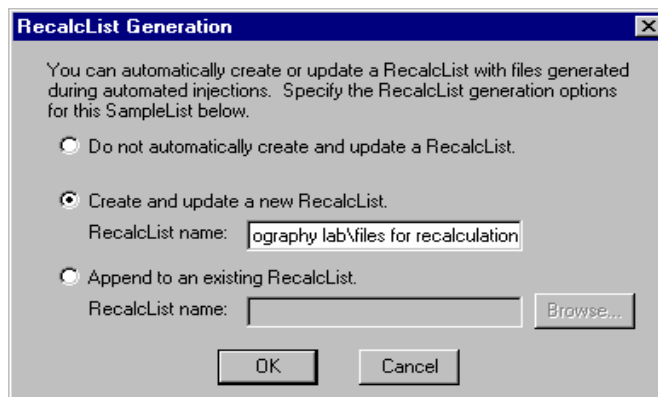 RecalcList Generation
You can automatically create or update a RecalcList with files generated
during automated injections. Specify the RecalcList generation options
for this SampleList below.
Do not automatically create and update a RecalcList.
Create and update a new RecalcList.
RecalcList name: ography lab\files for recalculation
Append to an existing RecalcList.
RecalcList name: Browse...
OK Cancel